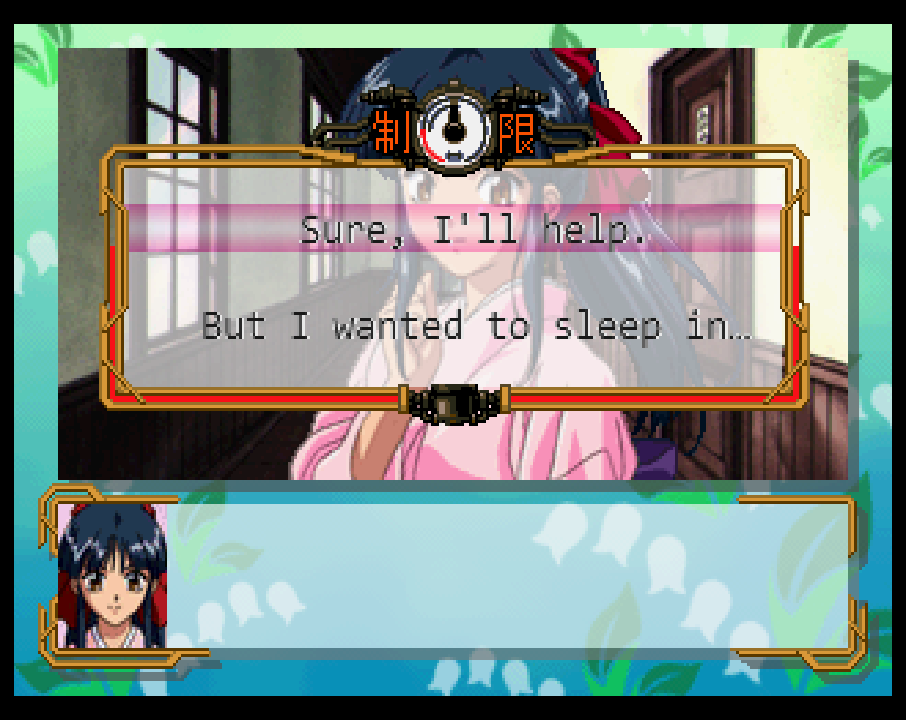 制限
Sure, I'll help.
But I wanted to sleep in…